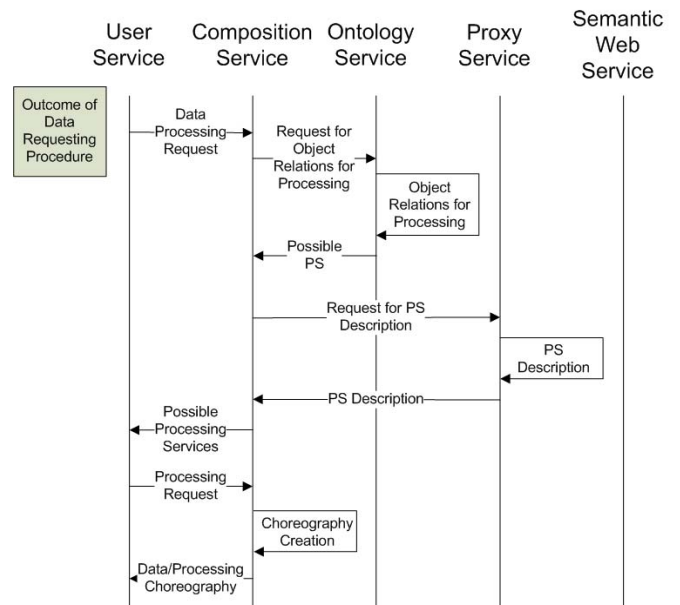 User
Service
Composition
Service
Ontology
Service
Proxy
Service
Semantic
Web
Service
Outcome of
Data
Requesting
Procedure
Data
Processing
Request
Request for
Object
Relations for
Processing
Object
Relations for
Processing
Possible
PS
Request for PS
Description
PS
Description
PS Description
Possible
Processing
Services
Processing
Request
Choreography
Creation
Data/Processing
Choreography